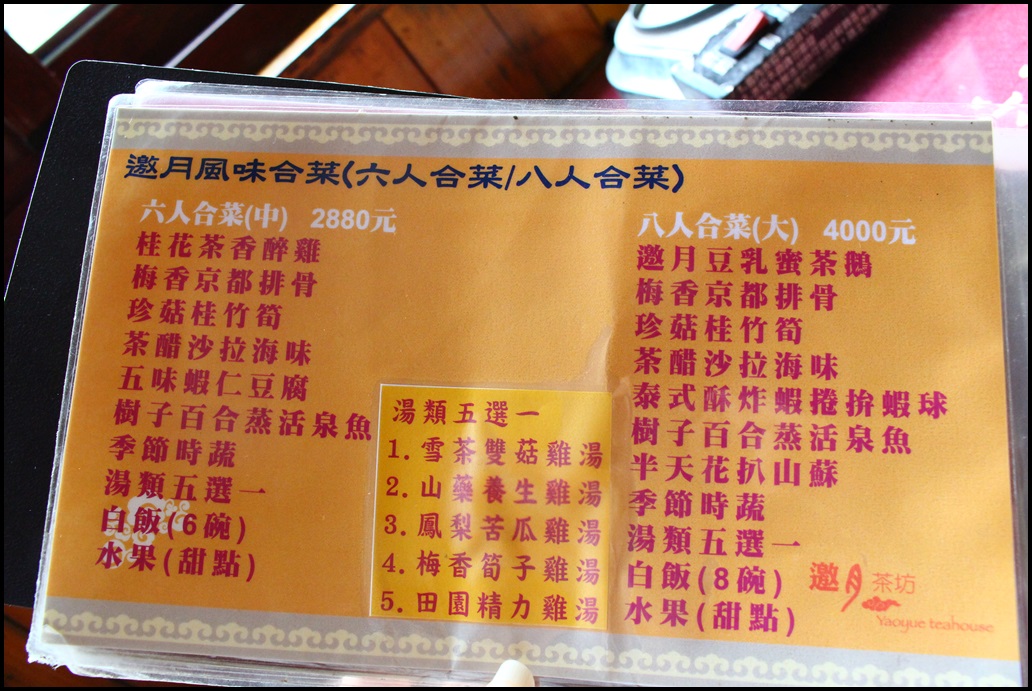 邀月風味合菜(六人合菜/八人合菜)
六人合菜(中) 2880元
桂花茶香醉雞
梅香京都排骨
珍菇桂竹筍
茶醋沙拉海味
五味蝦仁豆腐
樹子百合蒸活泉魚
季節時蔬
湯類五選一
白飯(6碗)
水果(甜點)
湯類五選一
1.雪茶雙菇雞湯
2.山藥養生雞湯
3.鳳梨苦瓜雞湯
4.梅香筍子雞湯
5.田園精力雞湯
八人合菜(大) 4000元
邀月豆乳蜜茶鵝
梅香京都排骨
珍菇桂竹筍
茶醋沙拉海味
泰式酥炸蝦捲拚蝦球
樹子百合蒸活泉魚
半天花扒山蘇
季節時蔬
湯類五選一
白飯(8碗)
水果(甜點)
邀月茶坊
Yaoyue teahouse